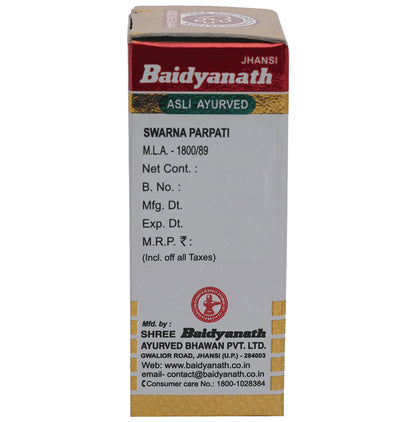 JHANSI
Baidyanath
ASLI AYURVED
SWARNA PARPATI
M.L.A. - 1800/89
Net Cont. :
B. No. :
Mfg. Dt.
Exp. Dt.
M.R.P. ₹ :
(Incl. off all Taxes)
Mfd. by :
SHREE Baidyanath
AYURVED BHAWAN PVT. LTD.
GWALIOR ROAD, JHANSI (U.P.) - 284003
Web: www.baidyanath.co.in
email- contact@baidyanath.co.in
Consumer care No.: 1800-1028384